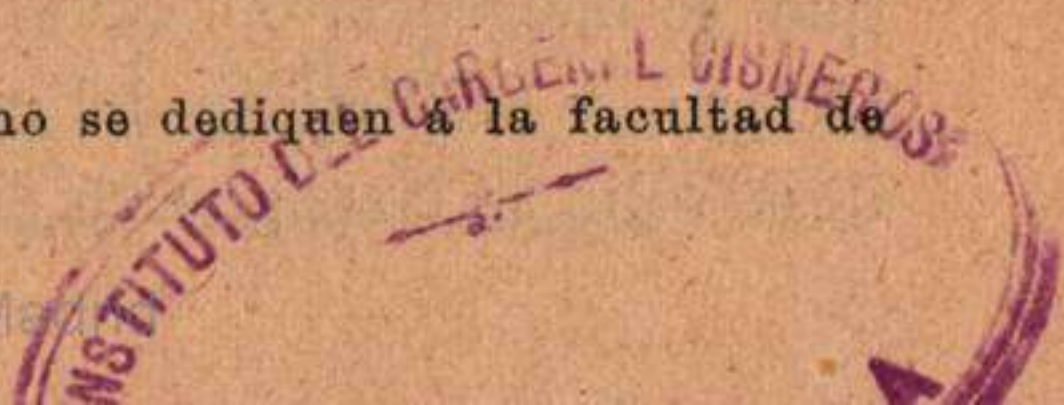 no se dediquen á la facultad de
INSTITUTO DEL CARDENAL CISNEROS